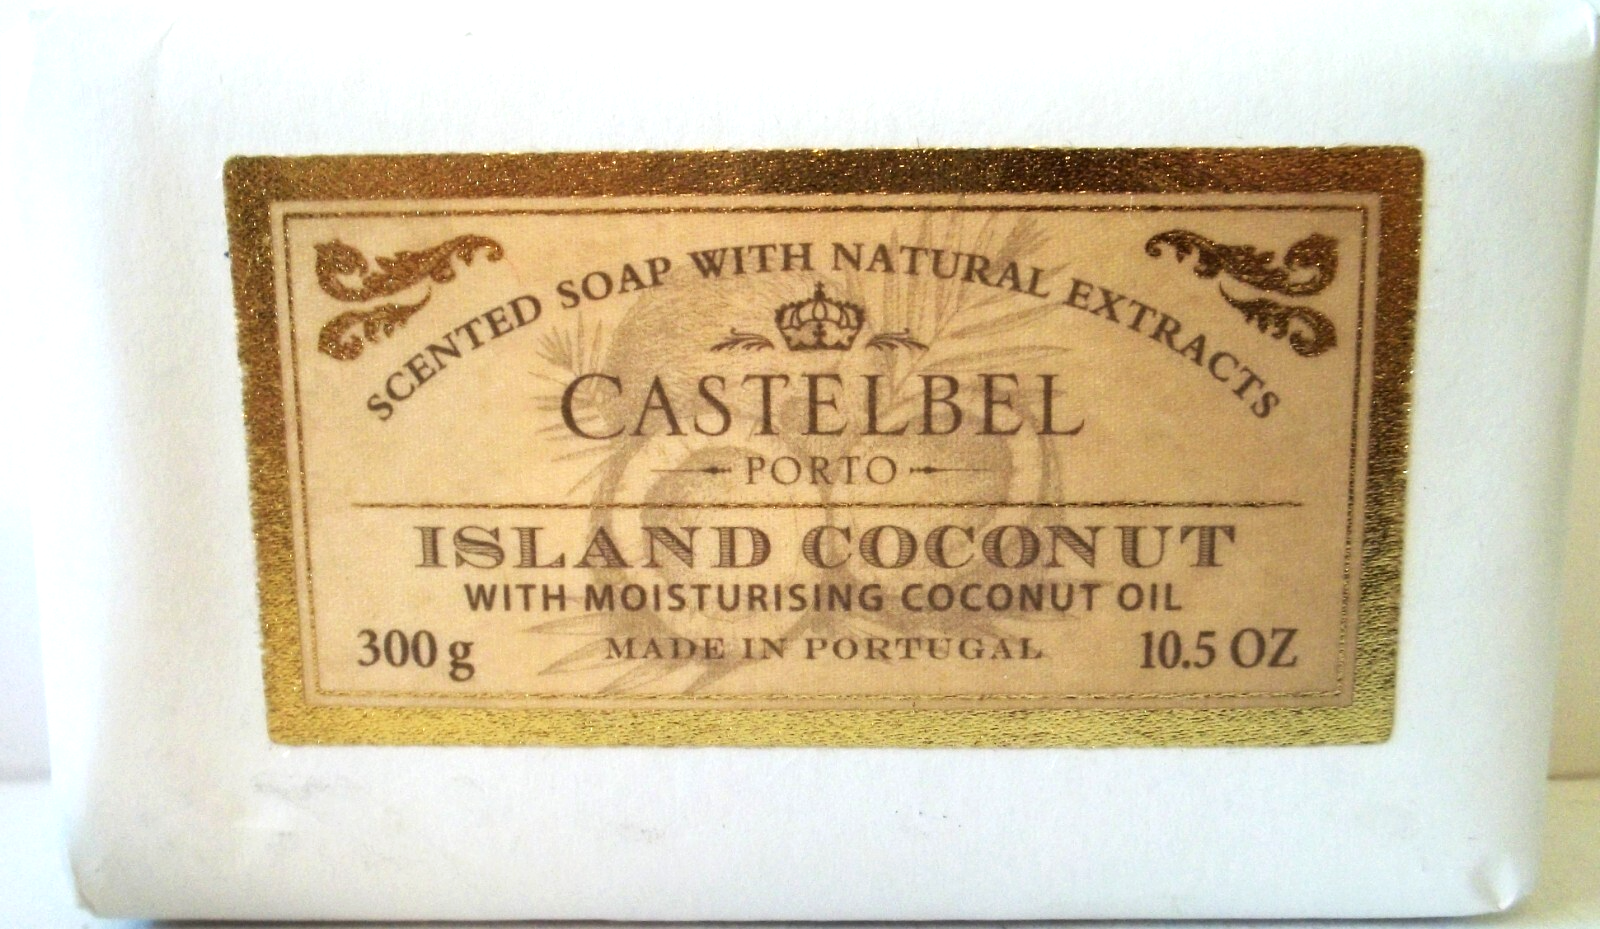 SCENTED SOAP WITH NATURAL EXTRACTS
CASTELBEL
PORTO
ISLAND COCONUT
WITH MOISTURISING COCONUT OIL
300 g MADE IN PORTUGAL 10.5 OZ